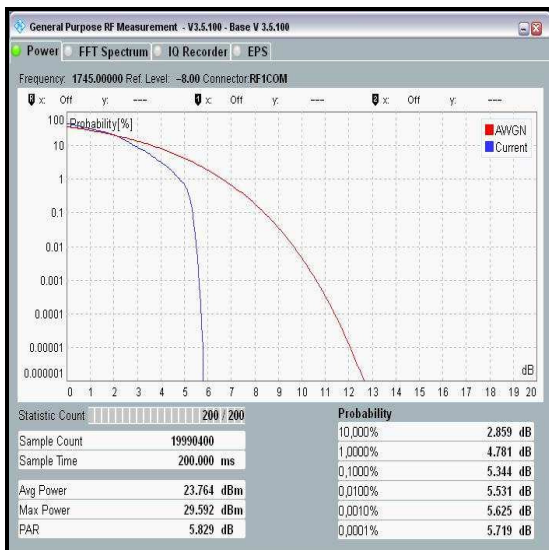 General Purpose RF Measurement - V3.5.100 - Base V 3.5.100
Power FFT Spectrum IQ Recorder EPS
Frequency: 1745.00000 Ref. Level: -8.00 Connector:RF1COM
x: Off y: --- 1 x: Off y: --- 2 x: Off y: ---
Probability[%]
AWGN
Current
100
10
1
0.1
0.01
0.001
0.0001
0.00001
0.000001
dB
0 1 2 3 4 5 6 7 8 9 10 11 12 13 14 15 16 17 18 19 20
Statistic Count 200 / 200
Sample Count 19990400
Sample Time 200.000 ms
Avg Power 23.764 dBm
Max Power 29.592 dBm
PAR 5.829 dB
Probability
10,000% 2.859 dB
1,0000% 4.781 dB
0,1000% 5.344 dB
0,0100% 5.531 dB
0,0010% 5.625 dB
0,0001% 5.719 dB